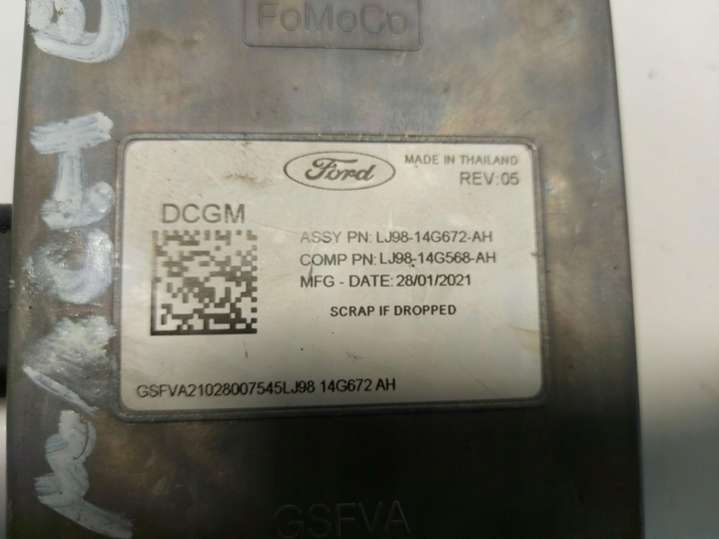 FoMoCo
Ford
MADE IN THAILAND
REV:05
DCGM
ASSY PN: LJ98-14G672-AH
COMP PN: LJ98-14G568-AH
MFG - DATE: 28/01/2021
SCRAP IF DROPPED
GSFVA21028007545LJ98 14G672 AH
GSFVA